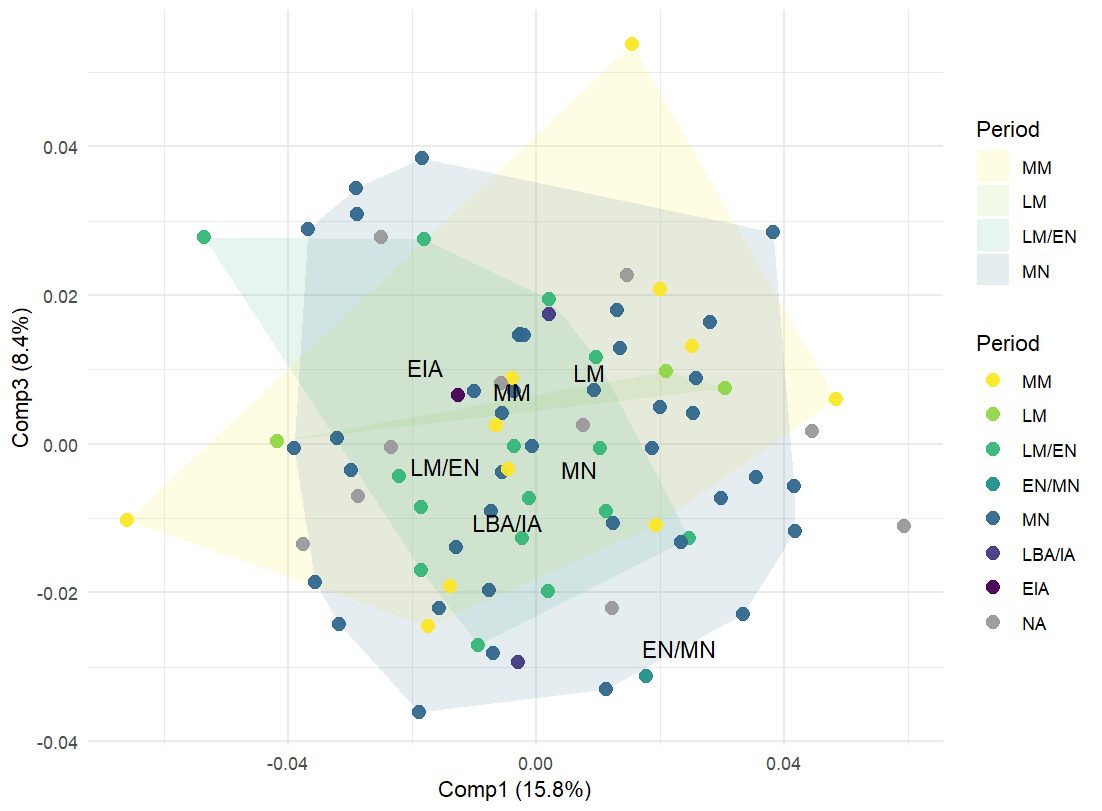 Comp3 (8.4%)
0.04
0.02
0.00
-0.02
-0.04
-0.04
0.00
0.04
Comp1 (15.8%)
EIA
MM
LM
LM/EN
MN
LBA/IA
EN/MN
Period
MM
LM
LM/EN
MN
Period
MM
LM
LM/EN
EN/MN
MN
LBA/IA
EIA
NA